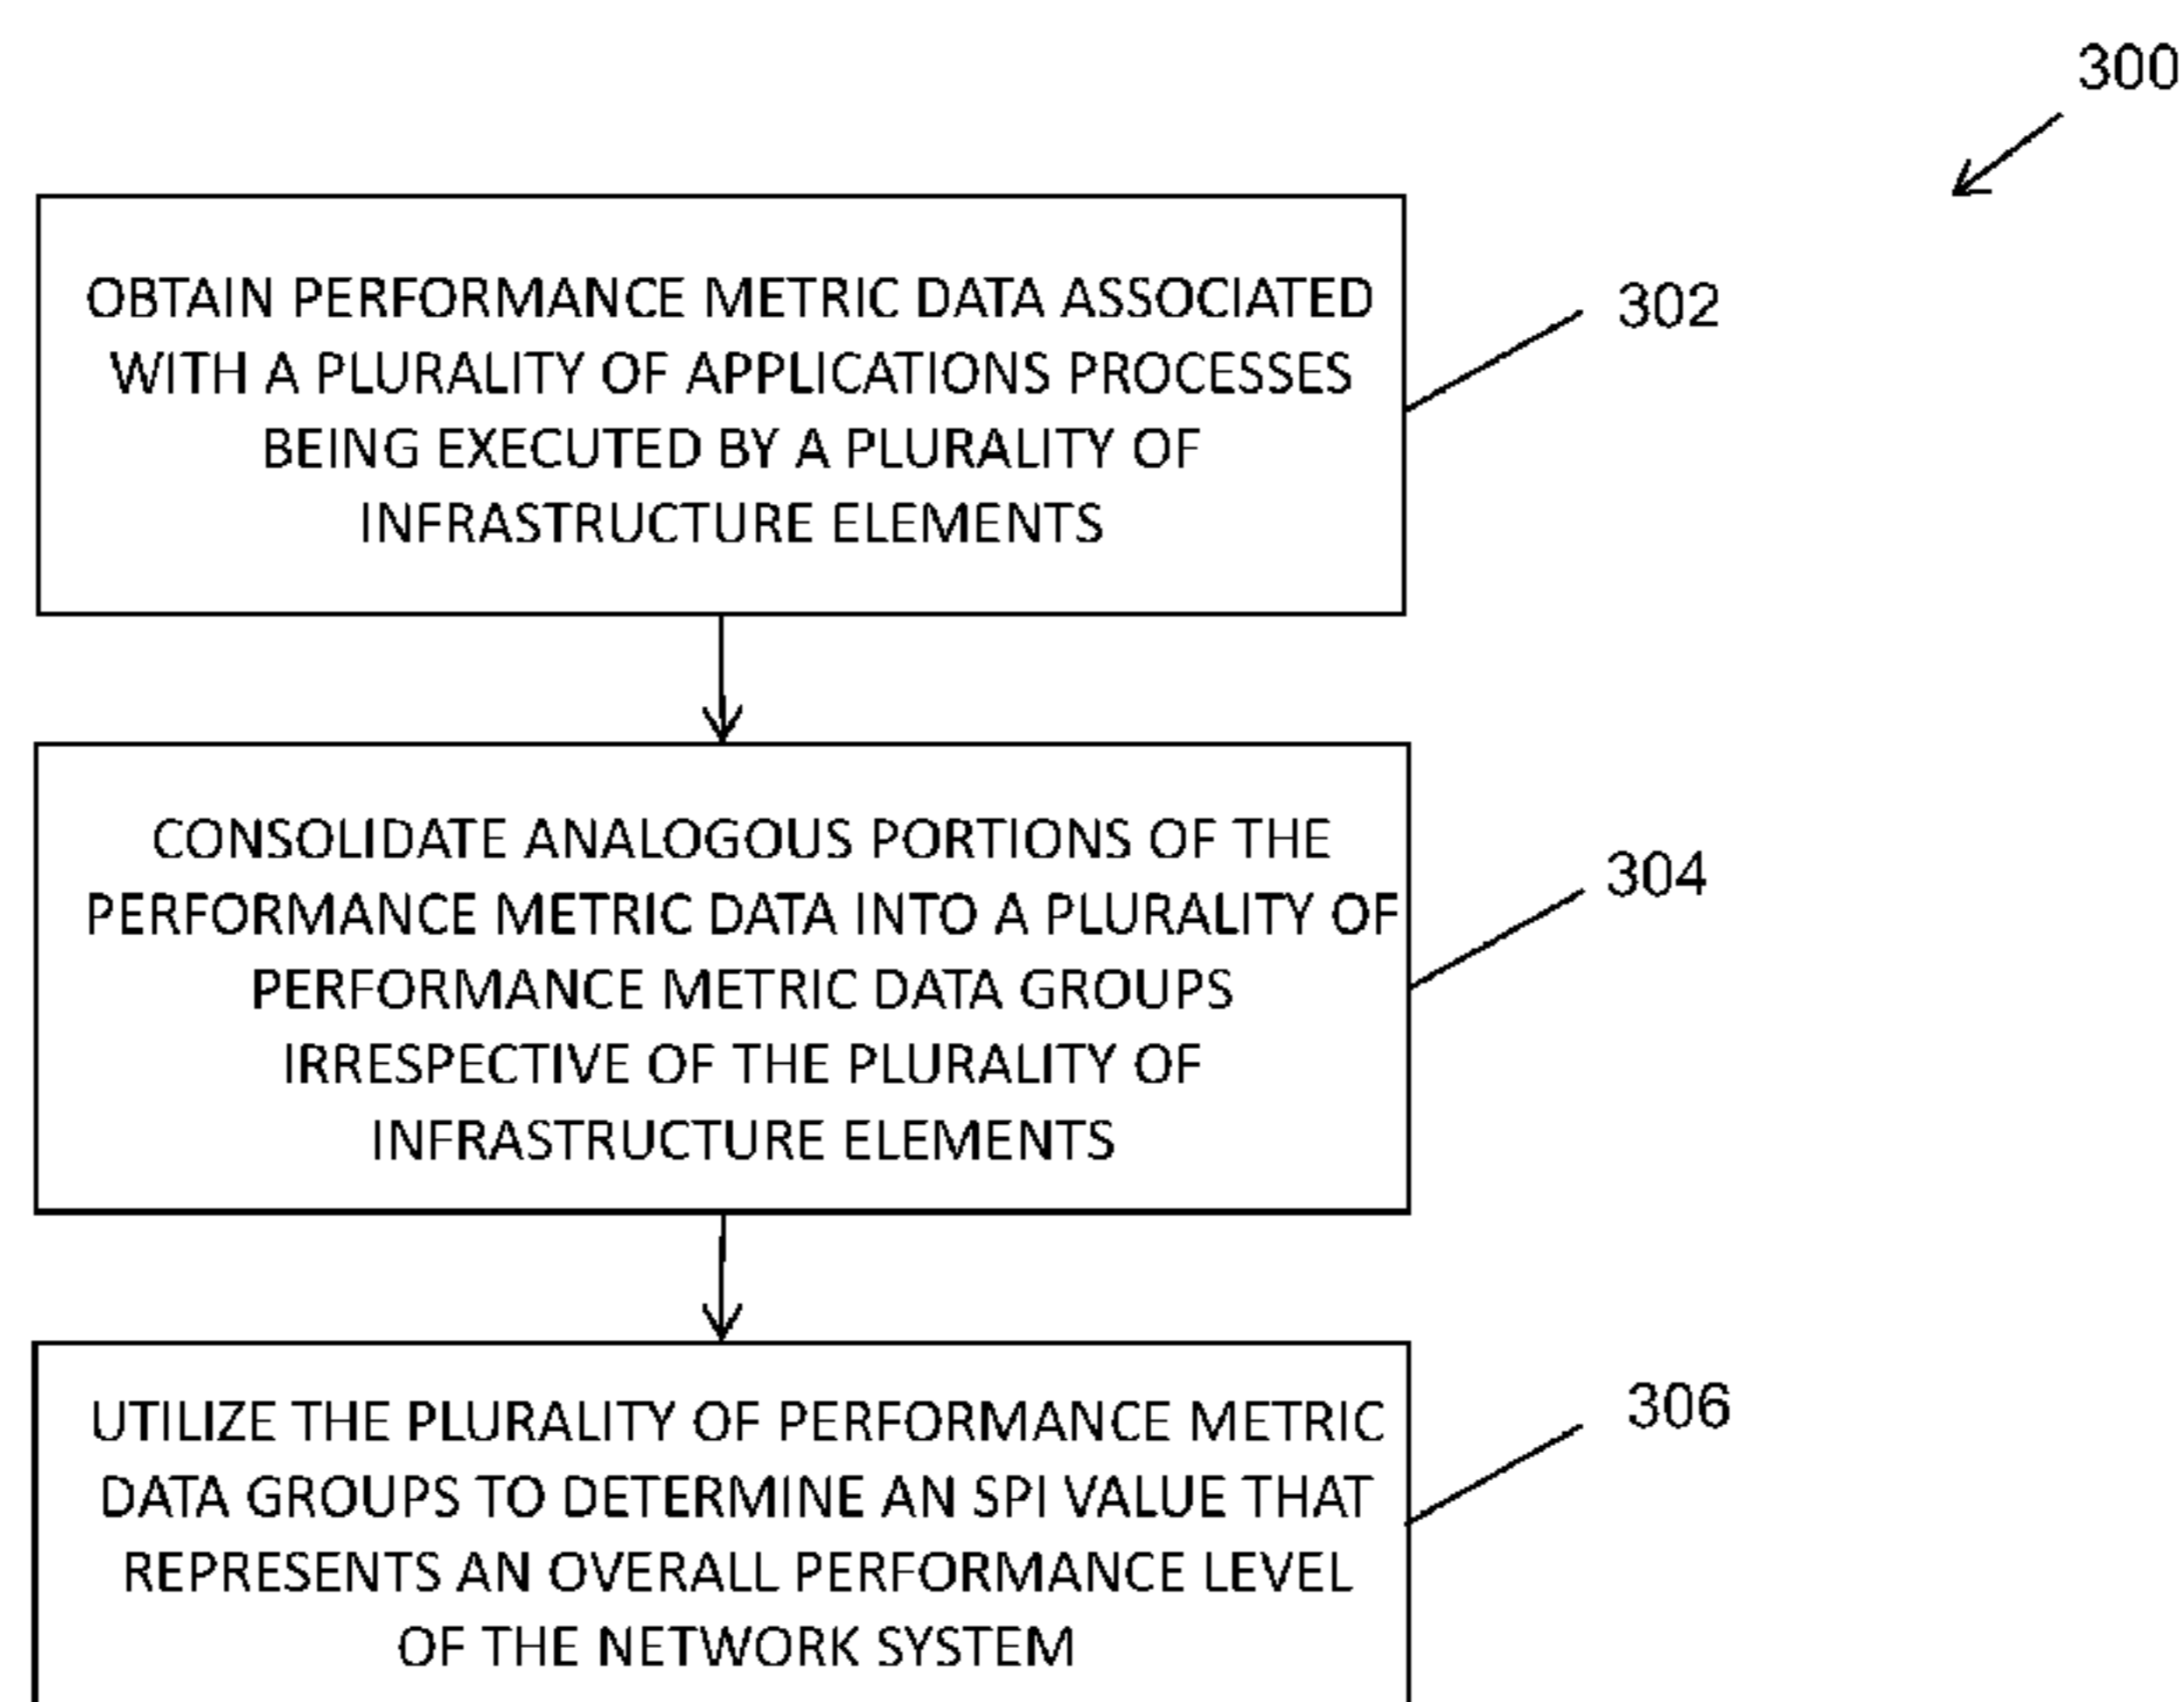 300
OBTAIN PERFORMANCE METRIC DATA ASSOCIATED
WITH A PLURALITY OF APPLICATIONS PROCESSES
BEING EXECUTED BY A PLURALITY OF
INFRASTRUCTURE ELEMENTS
302
CONSOLIDATE ANALOGOUS PORTIONS OF THE
PERFORMANCE METRIC DATA INTO A PLURALITY OF
PERFORMANCE METRIC DATA GROUPS
IRRESPECTIVE OF THE PLURALITY OF
INFRASTRUCTURE ELEMENTS
304
UTILIZE THE PLURALITY OF PERFORMANCE METRIC
DATA GROUPS TO DETERMINE AN SPI VALUE THAT
REPRESENTS AN OVERALL PERFORMANCE LEVEL
OF THE NETWORK SYSTEM
306